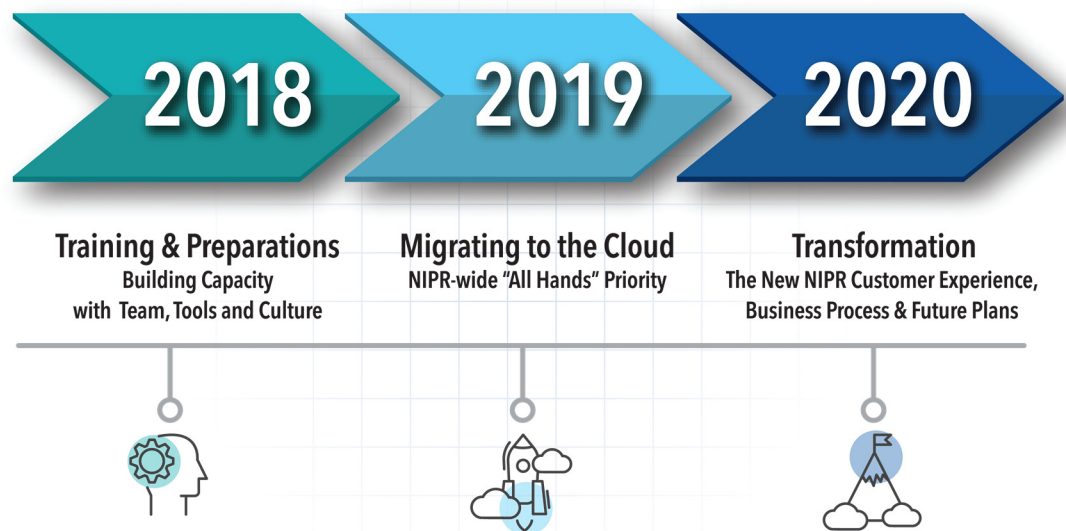 2018
2019
2020
Training & Preparations
Building Capacity
with Team, Tools and Culture
Migrating to the Cloud
NIPR-wide “All Hands” Priority
Transformation
The New NIPR Customer Experience,
Business Process & Future Plans